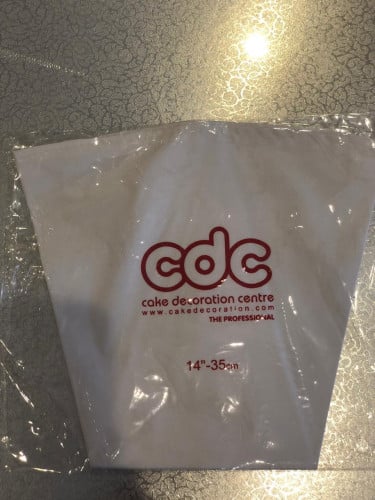 cdc
cake decoration centre
www.cakedecoration.com
THE PROFESSIONAL
14"-35cm